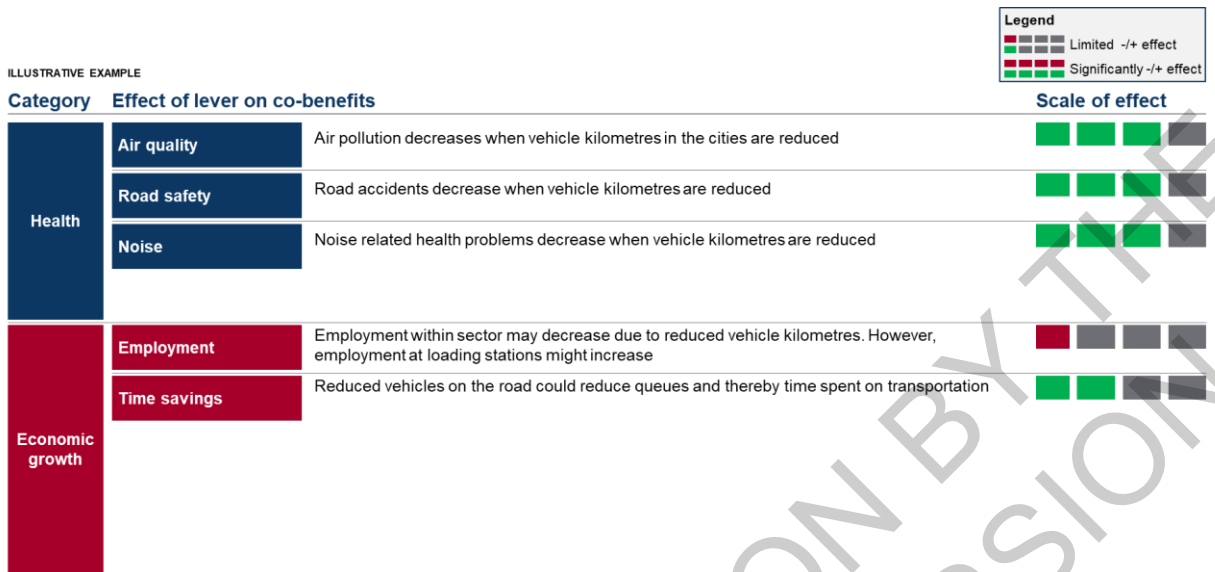 Legend
Limited -/+ effect
Significantly -/+ effect
ILLUSTRATIVE EXAMPLE
Category Effect of lever on co-benefits Scale of effect
Air quality Air pollution decreases when vehicle kilometres in the cities are reduced
Road safety Road accidents decrease when vehicle kilometres are reduced
Health
Noise Noise related health problems decrease when vehicle kilometres are reduced
Employment Employment within sector may decrease due to reduced vehicle kilometres. However,
employment at loading stations might increase
Time savings Reduced vehicles on the road could reduce queues and thereby time spent on transportation
Economic
growth
ON BY THE
SION